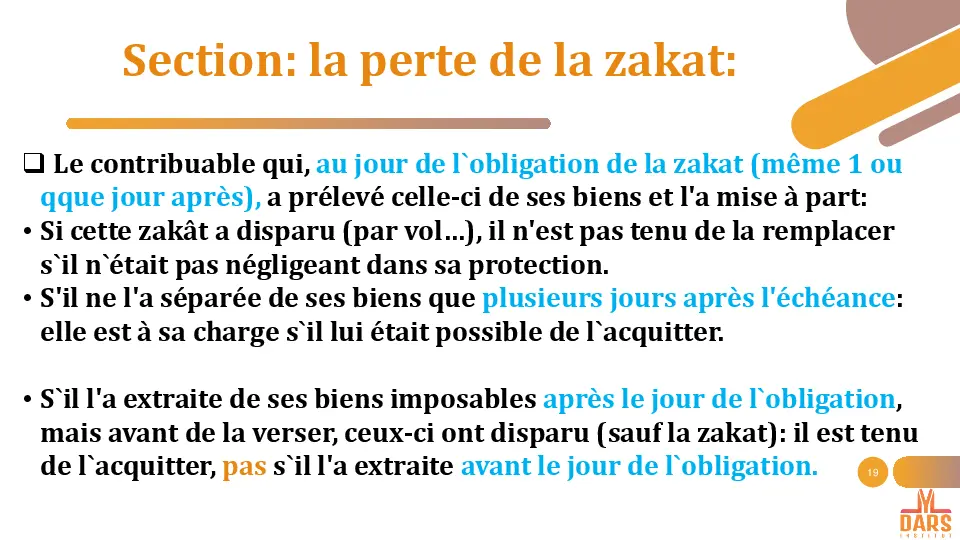 Section: la perte de la zakat:
❑ Le contribuable qui, au jour de l`obligation de la zakat (même 1 ou
qque jour après), a prélevé celle-ci de ses biens et l'a mise à part:
• Si cette zakât a disparu (par vol…), il n'est pas tenu de la remplacer
s`il n`était pas négligeant dans sa protection.
• S'il ne l'a séparée de ses biens que plusieurs jours après l'échéance:
elle est à sa charge s`il lui était possible de l`acquitter.
• S`il l'a extraite de ses biens imposables après le jour de l`obligation,
mais avant de la verser, ceux-ci ont disparu (sauf la zakat): il est tenu
de l`acquitter, pas s`il l'a extraite avant le jour de l`obligation.
19
DARS
INSTITUT